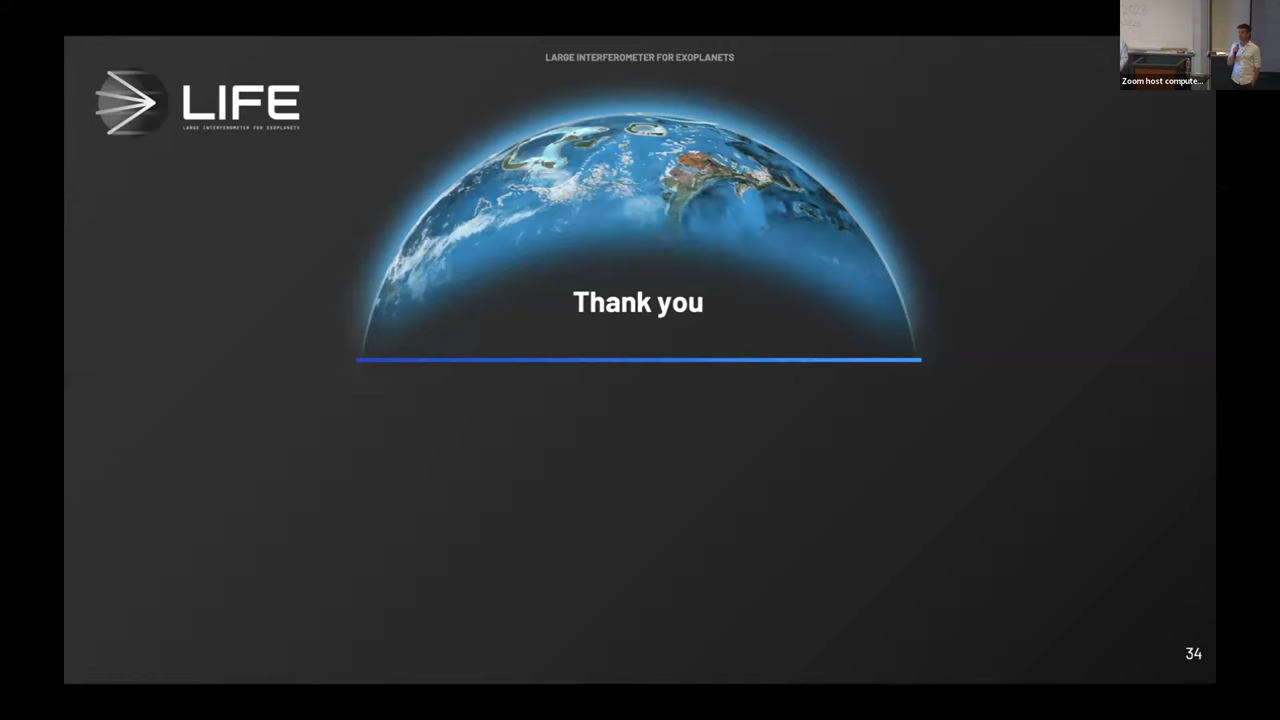 LARGE INTERFEROMETER FOR EXOPLANETS
LIFE
LARGE INTERFEROMETER FOR EXOPLANETS
Thank you
34
Zoom host compute...